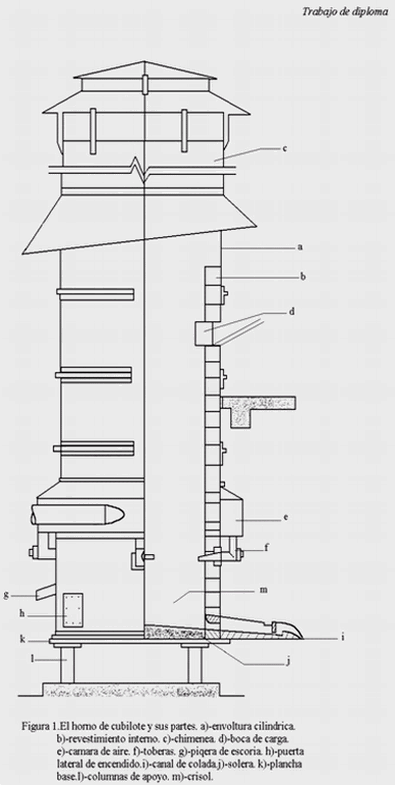 Trabajo de diploma
c
a
b
d
e
f
g
m
h
k
i
l
j
Figura 1.El horno de cubilote y sus partes. a)-envoltura cilindrica.
b)-revestimiento interno. c)-chimenea. d)-boca de carga.
e)-camara de aire. f)-toberas. g)-piqera de escoria. h)-puerta
lateral de encendido.i)-canal de colada.j)-solera. k)-plancha
base.l)-columnas de apoyo. m)-crisol.